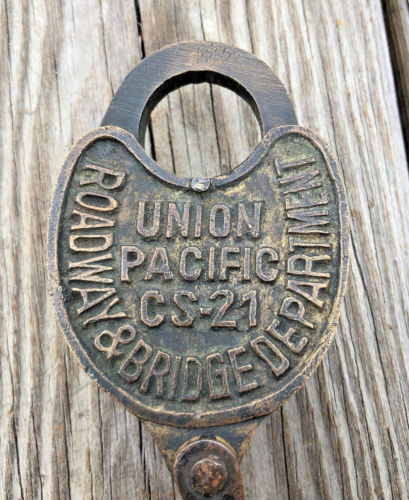 UNION
PACIFIC
CS-21
ROADWAY & BRIDGE DEPARTMENT